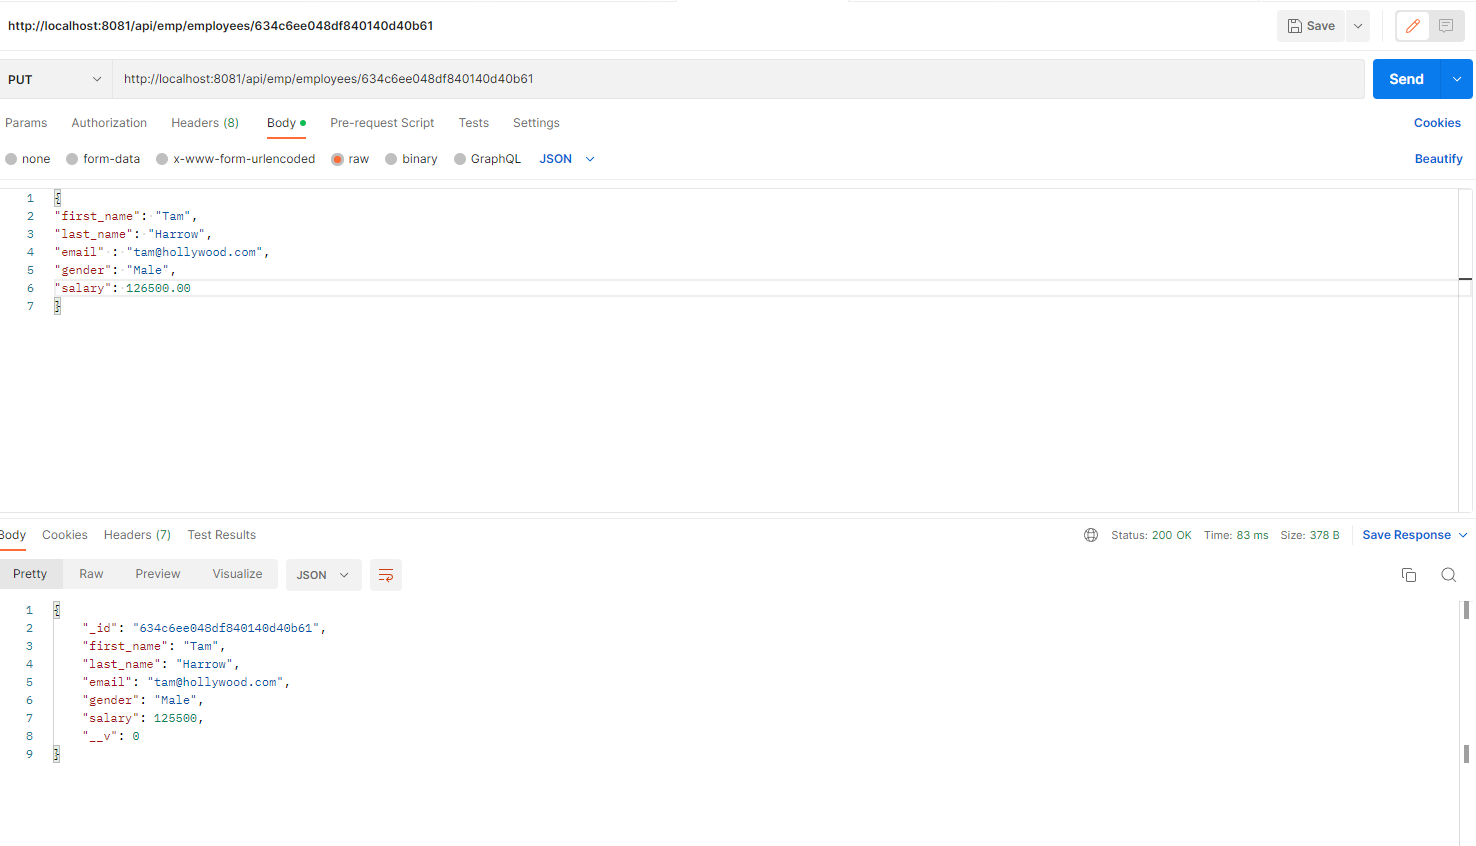 http://localhost:8081/api/emp/employees/634c6ee048df840140d40b61
Save
PUT http://localhost:8081/api/emp/employees/634c6ee048df840140d40b61 Send
Params Authorization Headers (8) Body Pre-request Script Tests Settings Cookies
none form-data x-www-form-urlencoded raw binary GraphQL JSON Beautify
1 {
2 "first_name": "Tam",
3 "last_name": "Harrow",
4 "email" : "tam@hollywood.com",
5 "gender": "Male",
6 "salary": 126500.00
7 }
Body Cookies Headers (7) Test Results Status: 200 OK Time: 83 ms Size: 378 B Save Response
Pretty Raw Preview Visualize JSON
1 {
2 "_id": "634c6ee048df840140d40b61",
3 "first_name": "Tam",
4 "last_name": "Harrow",
5 "email": "tam@hollywood.com",
6 "gender": "Male",
7 "salary": 125500,
8 "__v": 0
9 }